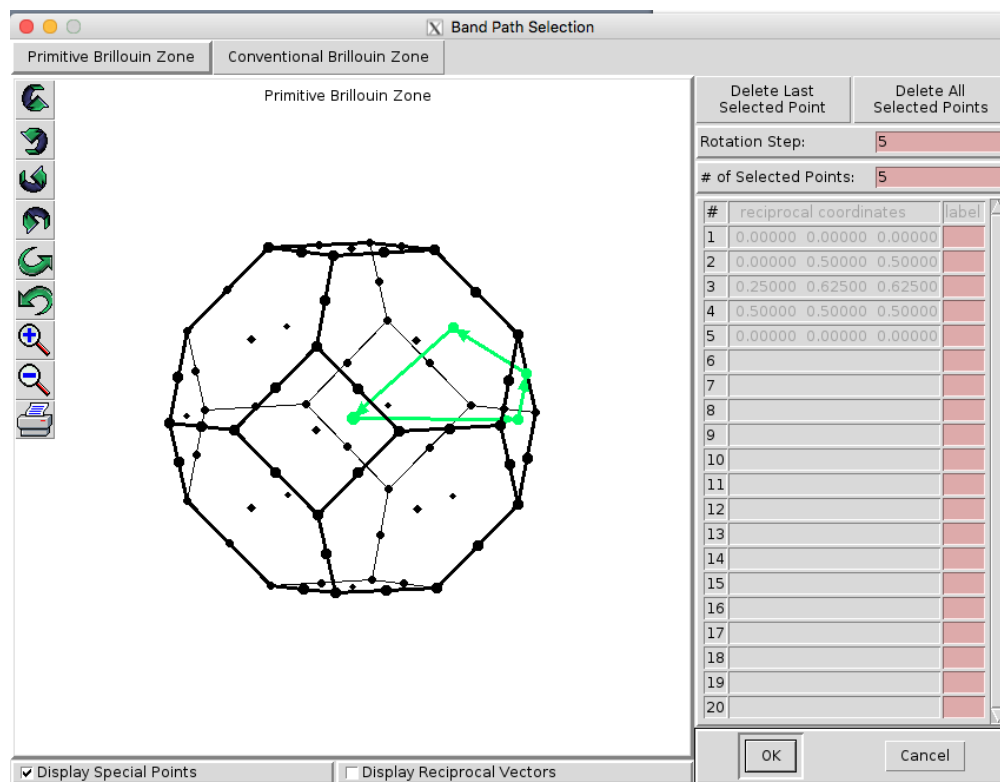 Band Path Selection
Primitive Brillouin Zone
Conventional Brillouin Zone
Primitive Brillouin Zone
Delete Last
Selected Point
Delete All
Selected Points
Rotation Step: 5
# of Selected Points: 5
# reciprocal coordinates label
1 0.00000 0.00000 0.00000
2 0.00000 0.50000 0.50000
3 0.25000 0.62500 0.62500
4 0.50000 0.50000 0.50000
5 0.00000 0.00000 0.00000
6
7
8
9
10
11
12
13
14
15
16
17
18
19
20
Display Special Points
Display Reciprocal Vectors
OK
Cancel